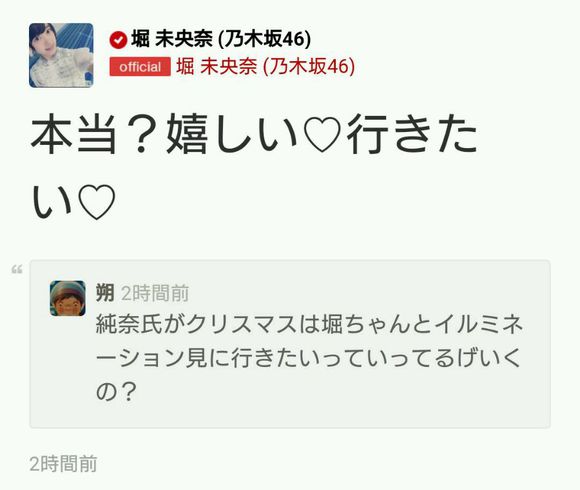 堀 未央奈 (乃木坂46)
official 堀 未央奈 (乃木坂46)
本当？嬉しい♡行きた
い♡
朔 2時間前
純奈氏がクリスマスは堀ちゃんとイルミネ
ーション見に行きたいっていってるげいく
の？
2時間前